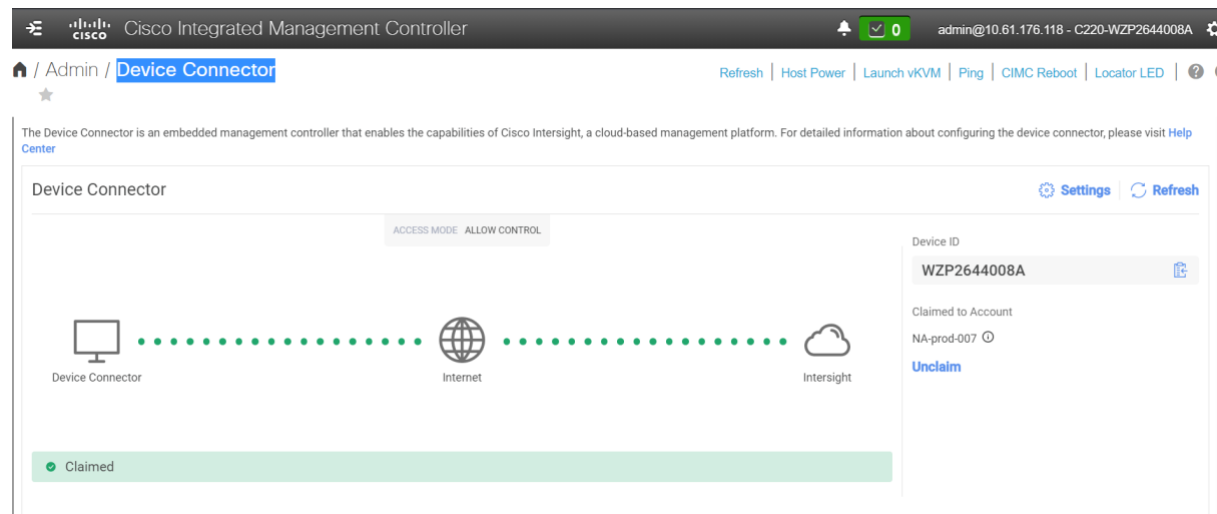 cisco Cisco Integrated Management Controller 0 admin@10.61.176.118 - C220-WZP2644008A
/ Admin / Device Connector Refresh | Host Power | Launch vKVM | Ping | CIMC Reboot | Locator LED | ?
The Device Connector is an embedded management controller that enables the capabilities of Cisco Intersight, a cloud-based management platform. For detailed information about configuring the device connector, please visit Help
Center
Device Connector Settings Refresh
ACCESS MODE ALLOW CONTROL
Device ID
WZP2644008A
Claimed to Account
NA-prod-007
Unclaim
Device Connector Internet Intersight
Claimed